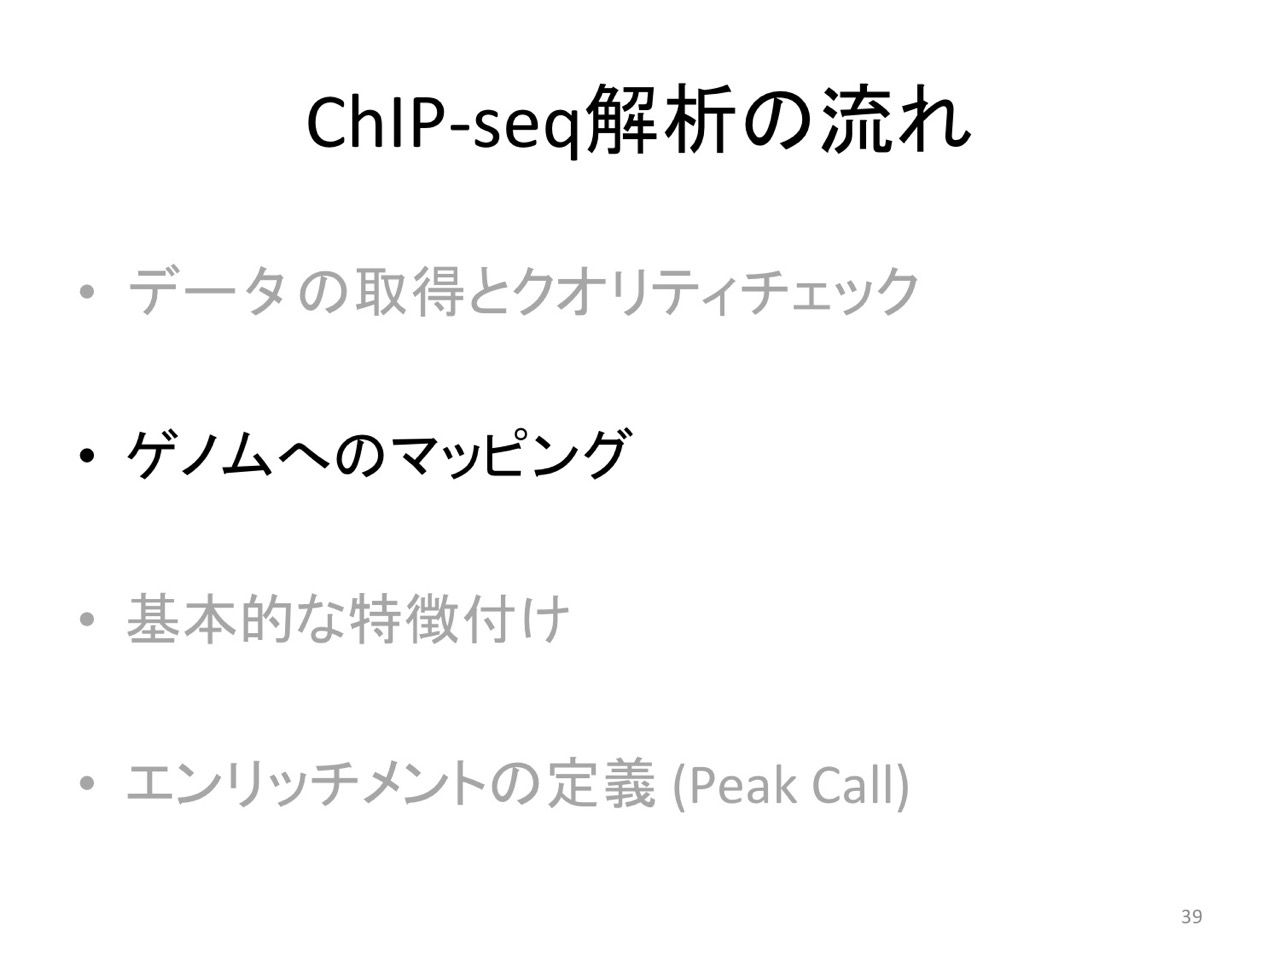 ChIP-seq解析の流れ
• データの取得とクオリティチェック
• ゲノムへのマッピング
• 基本的な特徴付け
• エンリッチメントの定義 (Peak Call)
39